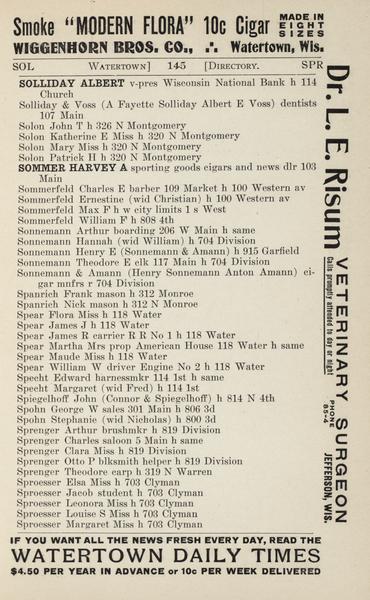 Smoke "MODERN FLORA" 10c Cigar MADE IN EIGHT SIZES
WIGGENHORN BROS. CO., ∴ Watertown, Wis.
SOL WATERTOWN] 145 [DIRECTORY. SPR
SOLLIDAY ALBERT v-pres Wisconsin National Bank h 114
Church
Solliday & Voss (A Fayette Solliday Albert E Voss) dentists
107 Main
Solon John T h 326 N Montgomery
Solon Katherine E Miss h 320 N Montgomery
Solon Mary Miss h 320 N Montgomery
Solon Patrick H h 320 N Montgomery
SOMMER HARVEY A sporting goods cigars and news dlr 103
Main
Sommerfeld Charles E barber 109 Market h 100 Western av
Sommerfeld Ernestine (wid Christian) h 100 Western av
Sommerfeld Max F h w city limits 1 s West
Sommerfeld William F h 808 4th
Sonnemann Arthur boarding 206 W Main h same
Sonnemann Hannah (wid William) h 704 Division
Sonnemann Henry E (Sonnemann & Amann) h 915 Garfield
Sonnemann Theodore E elk 117 Main h 704 Division
Sonnemann & Amann (Henry Sonnemann Anton Amann) ci-
gar mnfrs r 704 Division
Spanrich Frank mason h 312 Monroe
Spanrich Nick mason h 312 N Monroe
Spear Flora Miss h 118 Water
Spear James J h 118 Water
Spear James R carrier R R No 1 h 118 Water
Spear Martha Mrs prop American House 118 Water h same
Spear Maude Miss h 118 Water
Spear William W driver Engine No 2 h 118 Water
Specht Edward harnessmkr 114 1st h same
Specht Margaret (wid Fred) h 114 1st
Spiegelhoff John (Connor & Spiegelhoff) h 814 N 4th
Spohn George W sales 301 Main h 806 3d
Spohn Stephanie (wid Nicholas) h 800 3d
Sprenger Arthur brushmkr h 819 Division
Sprenger Charles saloon 5 Main h same
Sprenger Clara Miss h 819 Division
Sprenger Otto P blksmith helper h 819 Division
Sprenger Theodore carp h 319 N Warren
Sproesser Elsa Miss h 703 Clyman
Sproesser Jacob student h 703 Clyman
Sproesser Leonora Miss h 703 Clyman
Sproesser Louise S Miss h 703 Clyman
Sproesser Margaret Miss h 703 Clyman
Dr. L. E. Risum VETERINARY SURGEON
Calls promptly attended to day or night
PHONE 85-4
JEFFERSON, WIS.
IF YOU WANT ALL THE NEWS FRESH EVERY DAY, READ THE
WATERTOWN DAILY TIMES
$4.50 PER YEAR IN ADVANCE or 10c PER WEEK DELIVERED